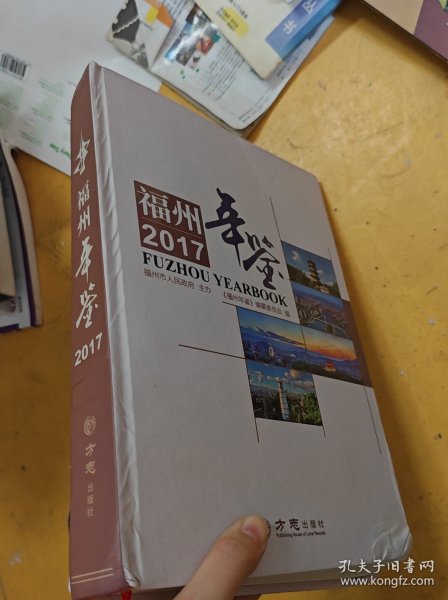 福州
年鉴
2017
FUZHOU YEARBOOK
福州市人民政府 主办
《福州年鉴》编纂委员会 编
方志出版社
Publishing House of Local Records
福州
年鉴
2017
方志
出版社
丛书
孔夫子旧书网
www.kongfz.com